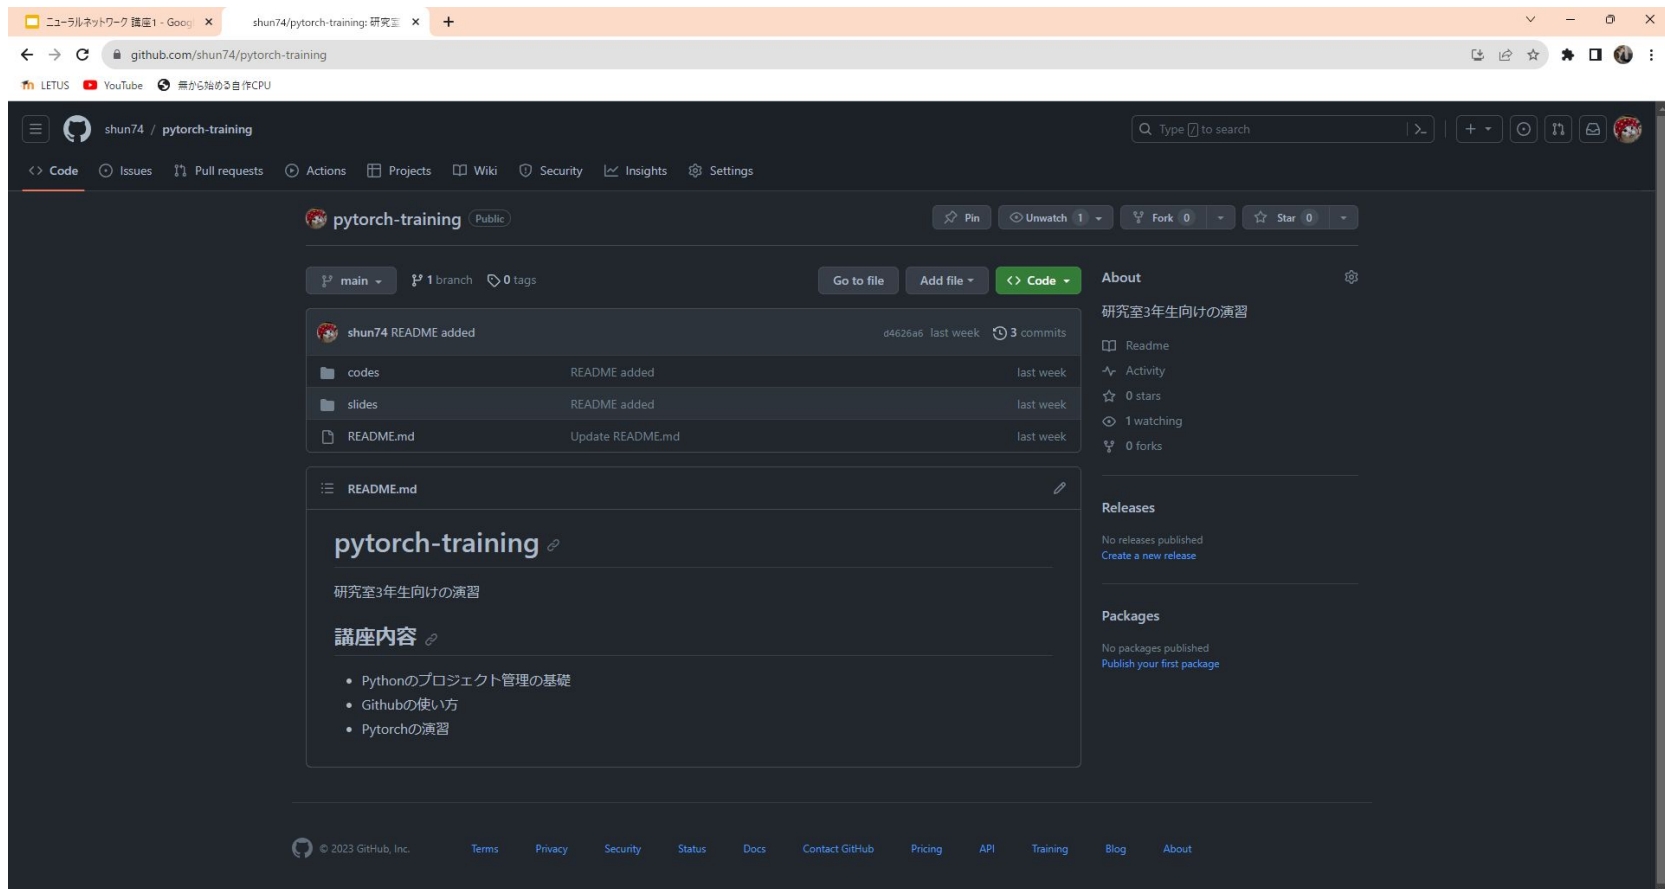 ニューラルネットワーク 講座1 - Goog
shun74/pytorch-training: 研究室
github.com/shun74/pytorch-training
LETUS YouTube 無から始める自作CPU
shun74 / pytorch-training
Type / to search
Code Issues Pull requests Actions Projects Wiki Security Insights Settings
pytorch-training Public
Pin Unwatch 1 Fork 0 Star 0
main 1 branch 0 tags Go to file Add file <> Code
About
研究室3年生向けの演習
shun74 README added d4626a6 last week 3 commits
codes README added last week
slides README added last week
README.md Update README.md last week
Readme
Activity
0 stars
1 watching
0 forks
README.md
pytorch-training
研究室3年生向けの演習
講座内容
Pythonのプロジェクト管理の基礎
Githubの使い方
Pytorchの演習
Releases
No releases published
Create a new release
Packages
No packages published
Publish your first package
© 2023 GitHub, Inc. Terms Privacy Security Status Docs Contact GitHub Pricing API Training Blog About